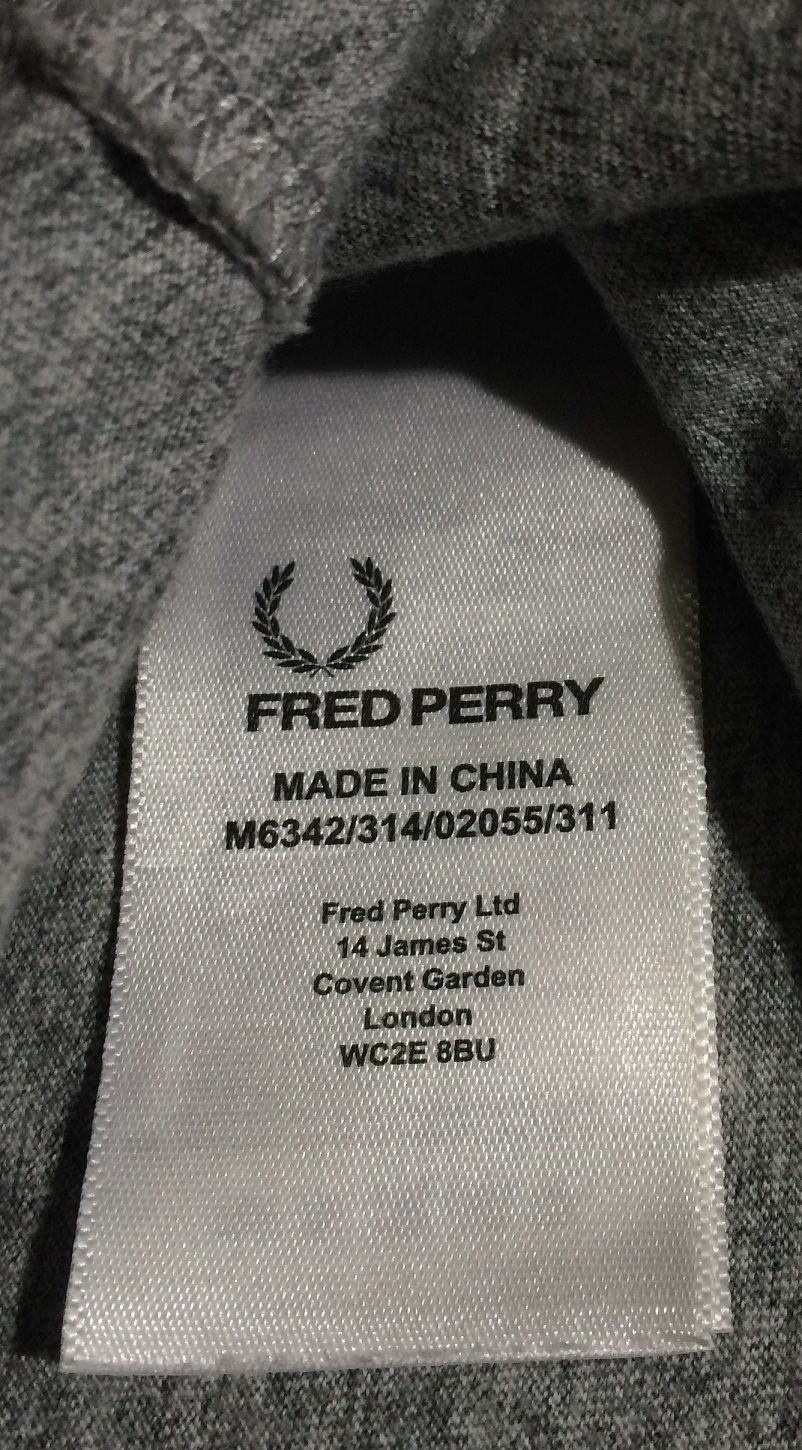 FRED PERRY
MADE IN CHINA
M6342/314/02055/311
Fred Perry Ltd
14 James St
Covent Garden
London
WC2E 8BU